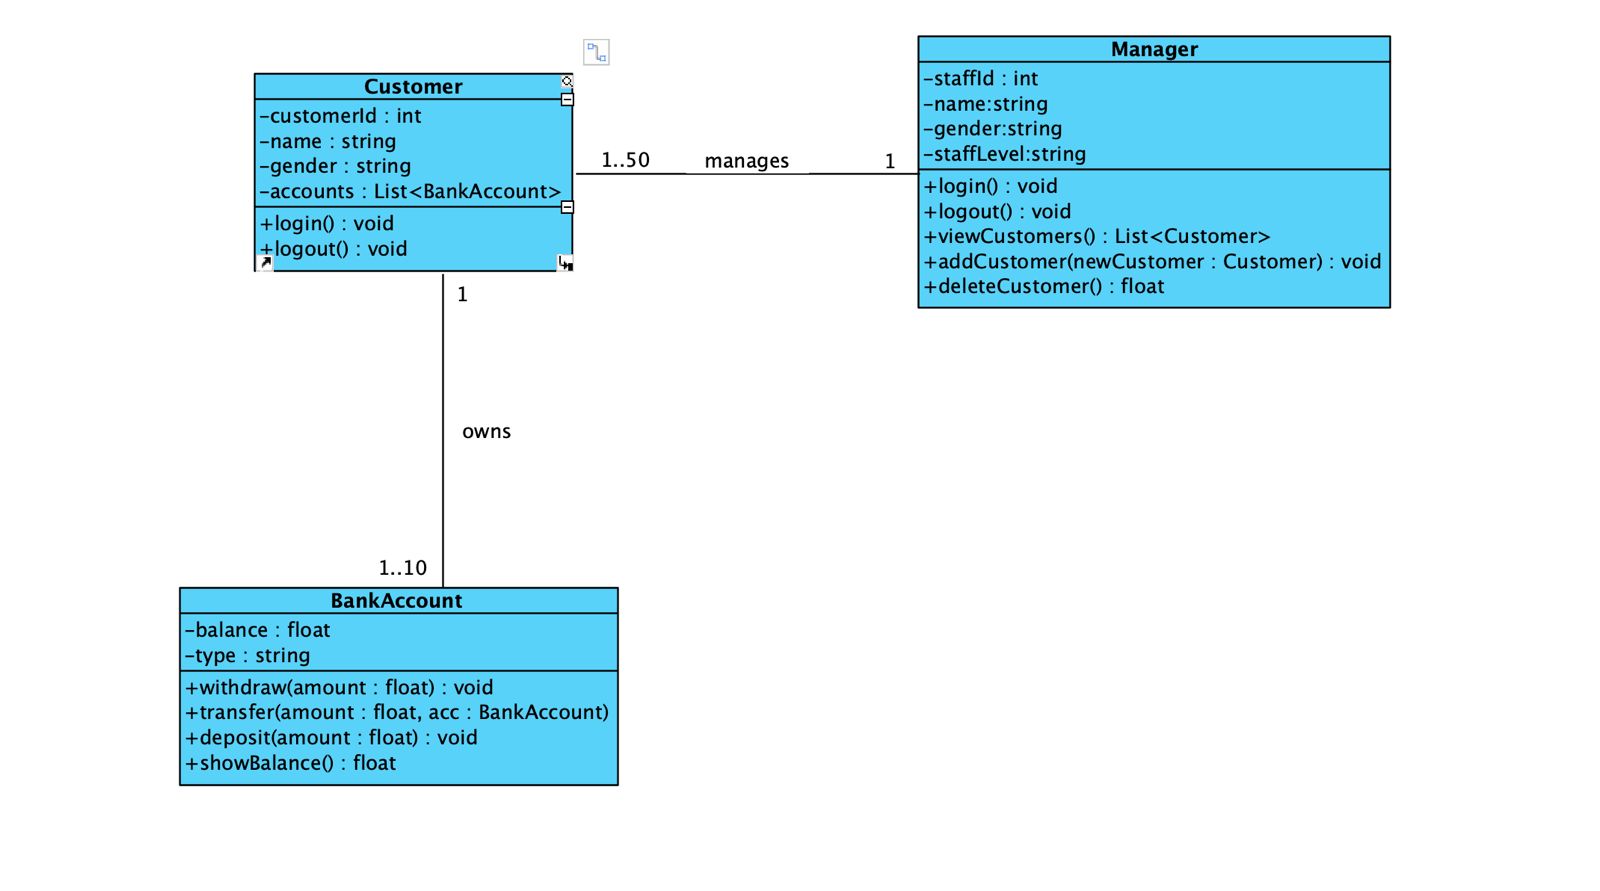 Customer
-customerId : int
-name : string
-gender : string
-accounts : List<BankAccount>
+login() : void
+logout() : void
1..50
manages
1
Manager
-staffId : int
-name:string
-gender:string
-staffLevel:string
+login() : void
+logout() : void
+viewCustomers() : List<Customer>
+addCustomer(newCustomer : Customer) : void
+deleteCustomer() : float
1
owns
1..10
BankAccount
-balance : float
-type : string
+withdraw(amount : float) : void
+transfer(amount : float, acc : BankAccount)
+deposit(amount : float) : void
+showBalance() : float